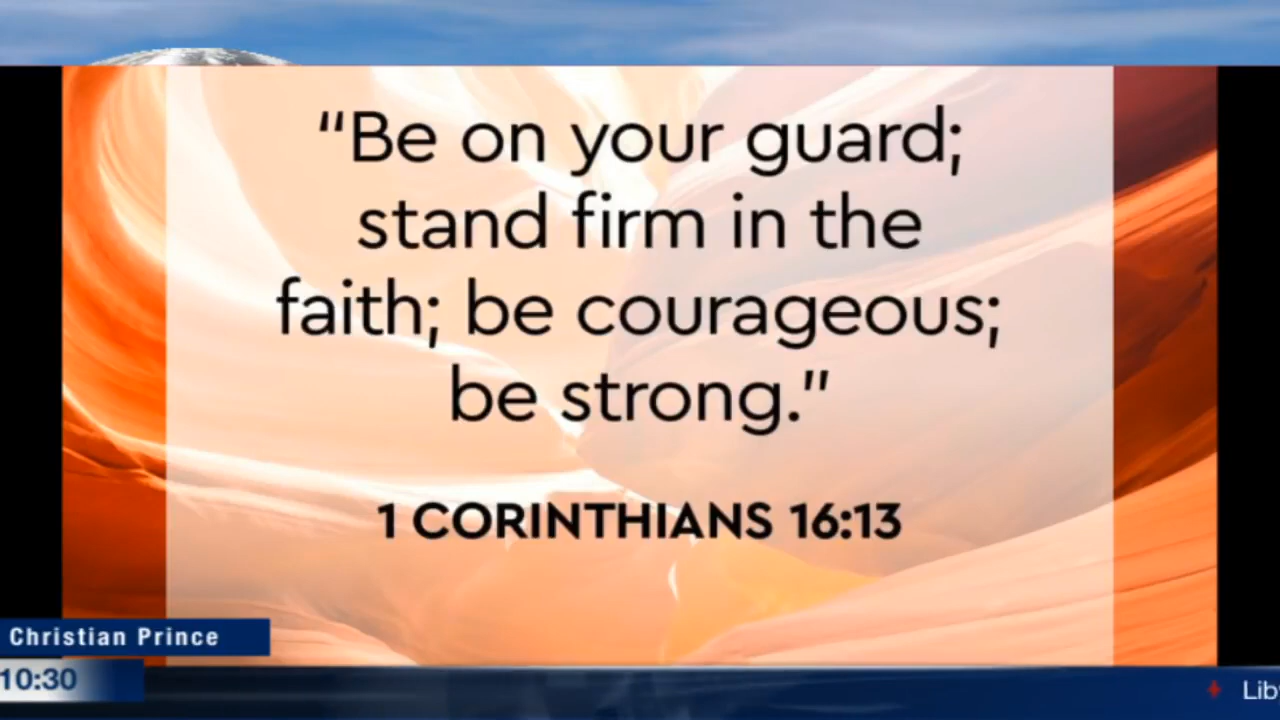 “Be on your guard;
stand firm in the
faith; be courageous;
be strong.”
1 CORINTHIANS 16:13
Christian Prince
10:30